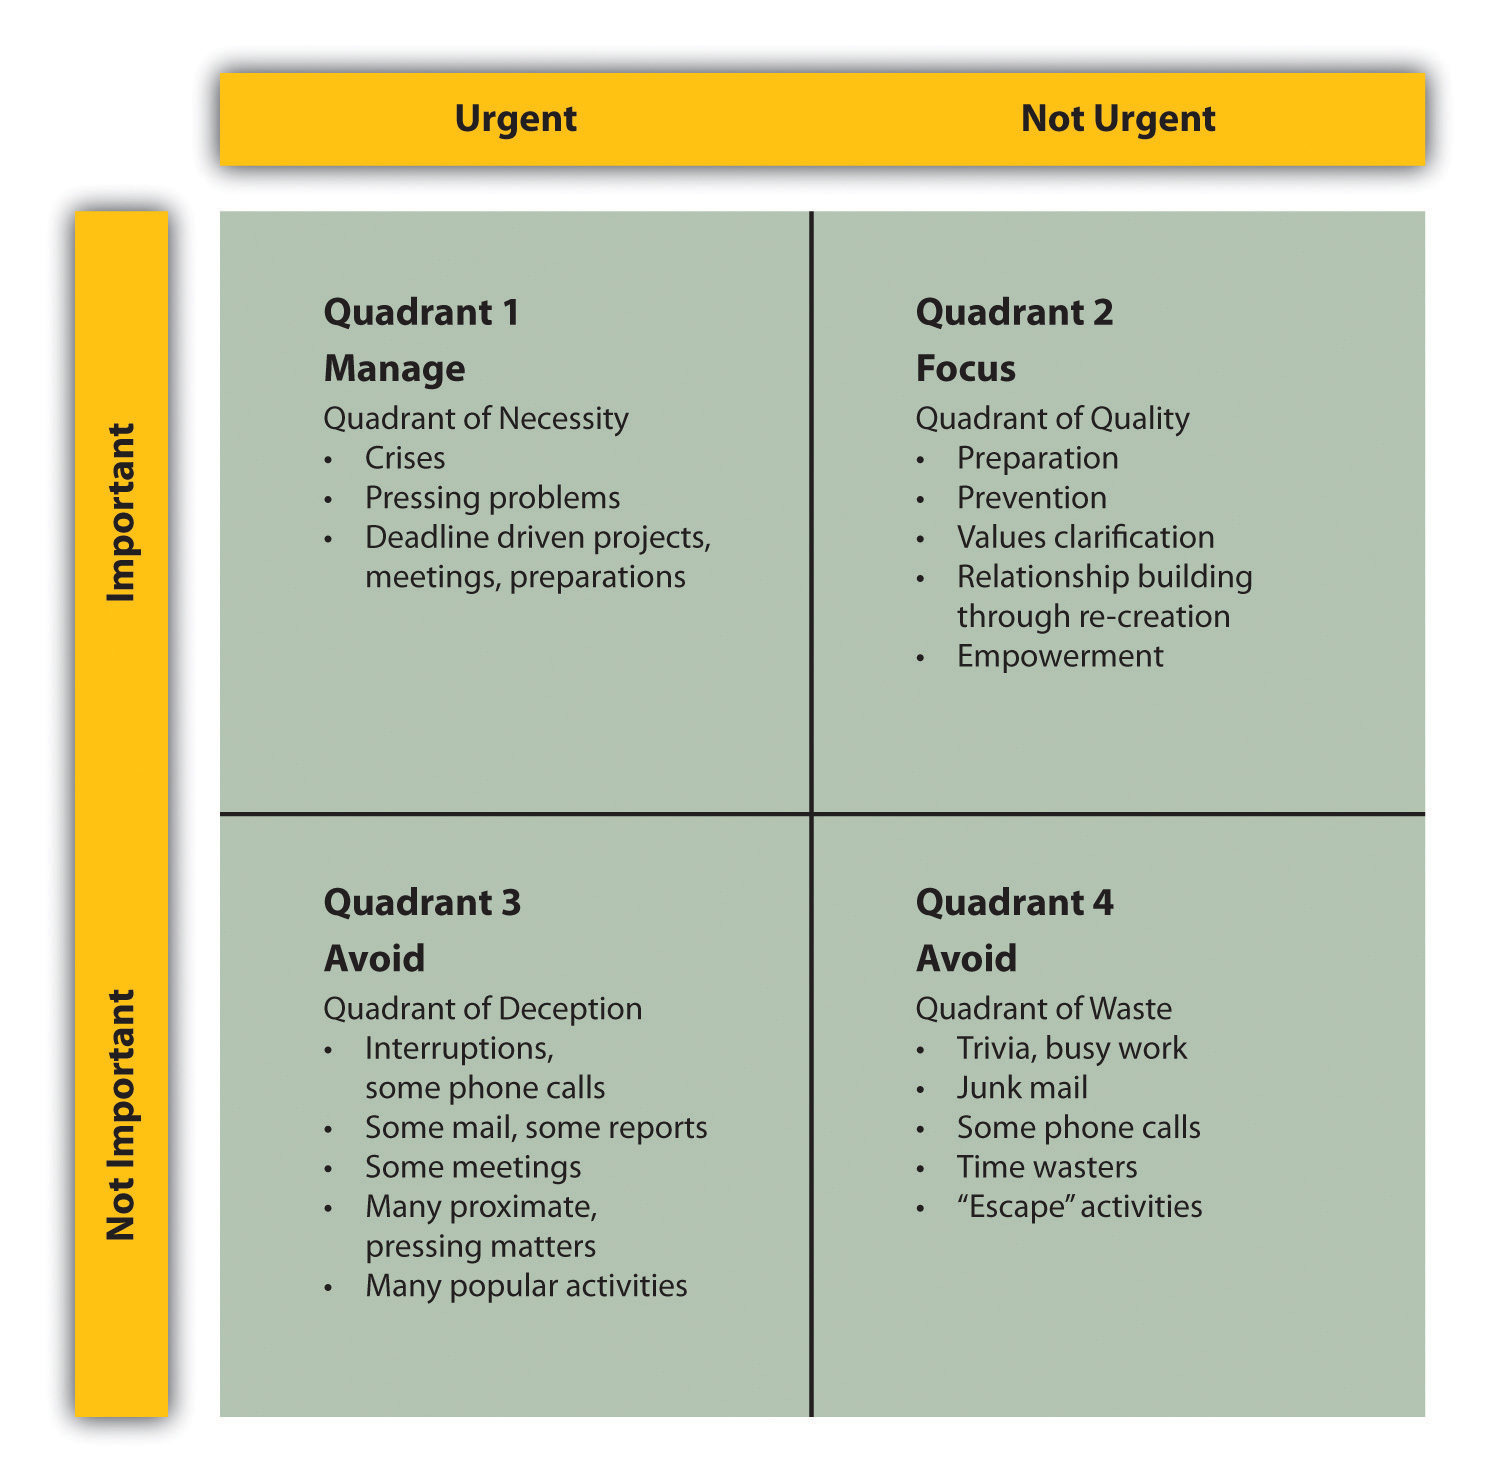 Urgent
Not Urgent
Important
Not Important
Quadrant 1
Manage
Quadrant of Necessity
• Crises
• Pressing problems
• Deadline driven projects,
meetings, preparations
Quadrant 2
Focus
Quadrant of Quality
• Preparation
• Prevention
• Values clarification
• Relationship building
through re-creation
• Empowerment
Quadrant 3
Avoid
Quadrant of Deception
• Interruptions,
some phone calls
• Some mail, some reports
• Some meetings
• Many proximate,
pressing matters
• Many popular activities
Quadrant 4
Avoid
Quadrant of Waste
• Trivia, busy work
• Junk mail
• Some phone calls
• Time wasters
• “Escape” activities